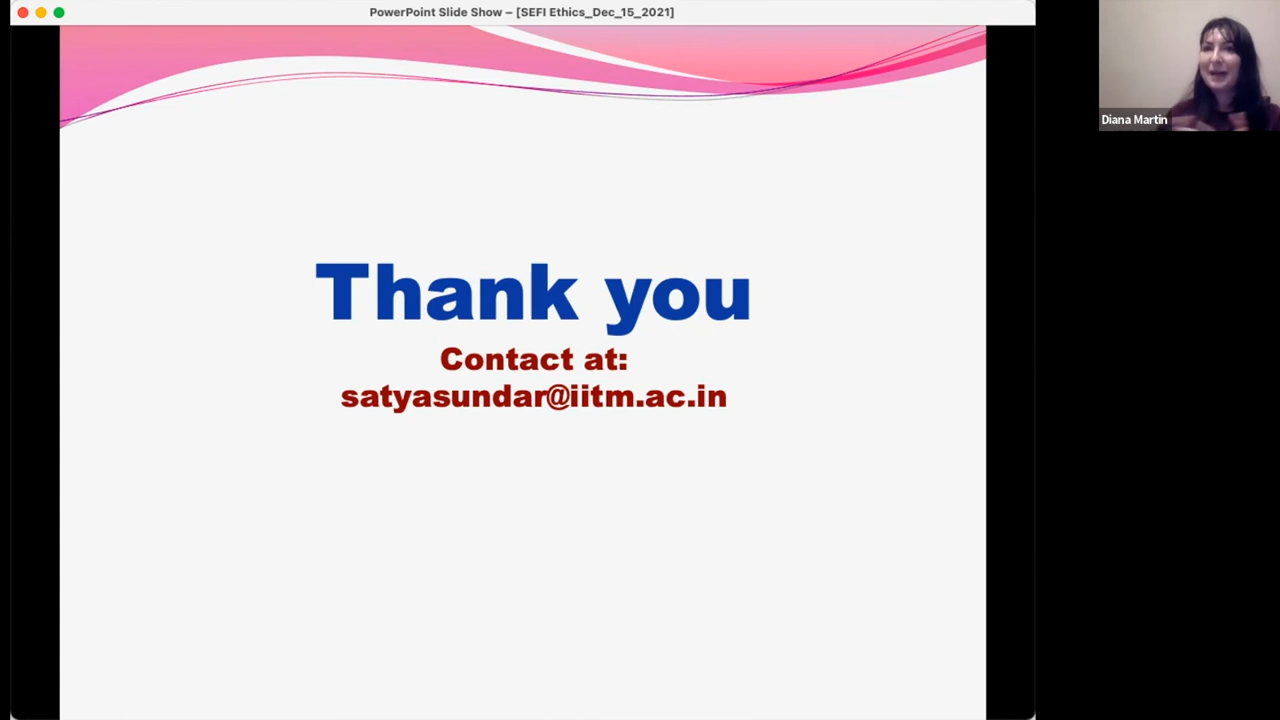 PowerPoint Slide Show – [SEFI Ethics_Dec_15_2021]
Diana Martin
Thank you
Contact at:
satyasundar@iitm.ac.in